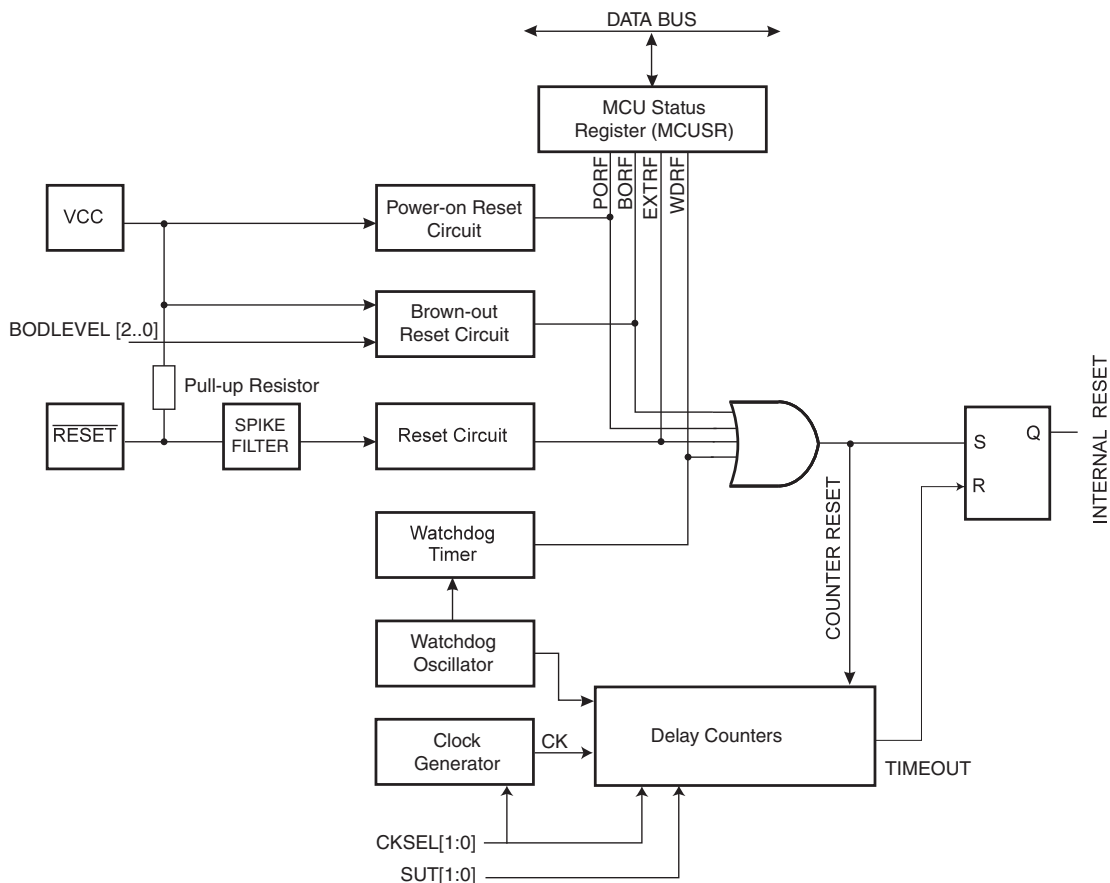 DATA BUS
MCU Status
Register (MCUSR)
PORF
BORF
EXTRF
WDRF
VCC
Power-on Reset
Circuit
Brown-out
Reset Circuit
BODLEVEL [2..0]
Pull-up Resistor
RESET
SPIKE
FILTER
Reset Circuit
S
Q
R
INTERNAL RESET
COUNTER RESET
Watchdog
Timer
Watchdog
Oscillator
Clock
Generator
CK
Delay Counters
TIMEOUT
CKSEL[1:0]
SUT[1:0]